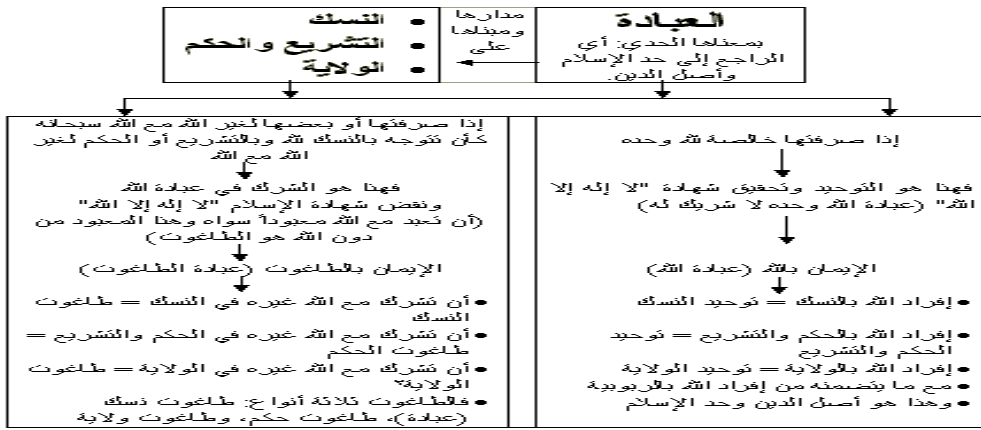 العبادة
بمعناها الحدي: أي
الراجع إلى حد الإسلام
وأصل الدين.
مدارها
ومبناها
على
• النسك
• التشريع والحكم
• الولاية
إذا صرفتها خالصة لله وحده
فهذا هو التوحيد وتحقيق شهادة "لا إله إلا
الله" (عبادة الله وحده لا شريك له)
الإيمان بالله (عبادة الله)
• إفراد الله بالنسك = توحيد النسك
• إفراد الله بالحكم والتشريع = توحيد
الحكم والتشريع
• إفراد الله بالولاية = توحيد الولاية
• مع ما يتضمنه من إفراد الله بالربوبية
• وهذا هو أصل الدين وحد الإسلام
إذا صرفتها أو بعضها لغير الله مع الله سبحانه
كأن تتوجه بالنسك لله وبالتشريع أو الحكم لغير
الله مع الله
فهذا هو الشرك في عبادة الله
ونقض شهادة الإسلام "لا إله إلا الله"
(أن تعبد مع الله معبوداً سواه وهذا المعبود من
دون الله هو الطاغوت)
الإيمان بالطاغوت (عبادة الطاغوت)
• أن تشرك مع الله غيره في النسك = طاغوت
النسك
• أن تشرك مع الله غيره في الحكم والتشريع =
طاغوت الحكم
• أن تشرك مع الله غيره في الولاية = طاغوت
الولاية
• فالطاغوت ثلاثة أنواع: طاغوت نسك
(عبادة)، طاغوت حكم، وطاغوت ولاية